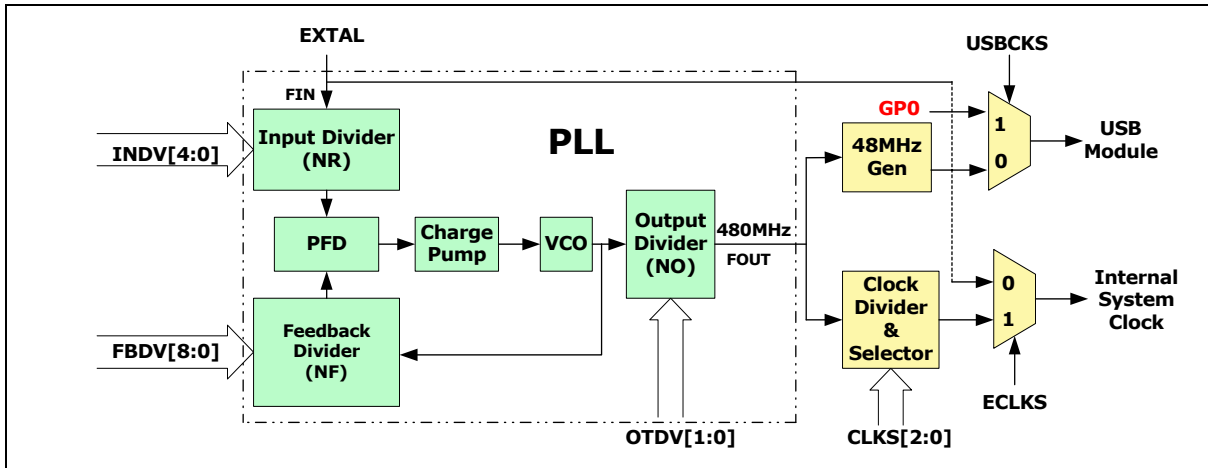 EXTAL
USBCKS
FIN
GP0
INDV[4:0]
Input Divider
(NR)
PLL
48MHz
Gen
1
0
USB
Module
PFD
Charge
Pump
VCO
Output
Divider
(NO)
480MHz
FOUT
Clock
Divider
&
Selector
0
1
Internal
System
Clock
FBDV[8:0]
Feedback
Divider
(NF)
ECLKS
OTDV[1:0]
CLKS[2:0]